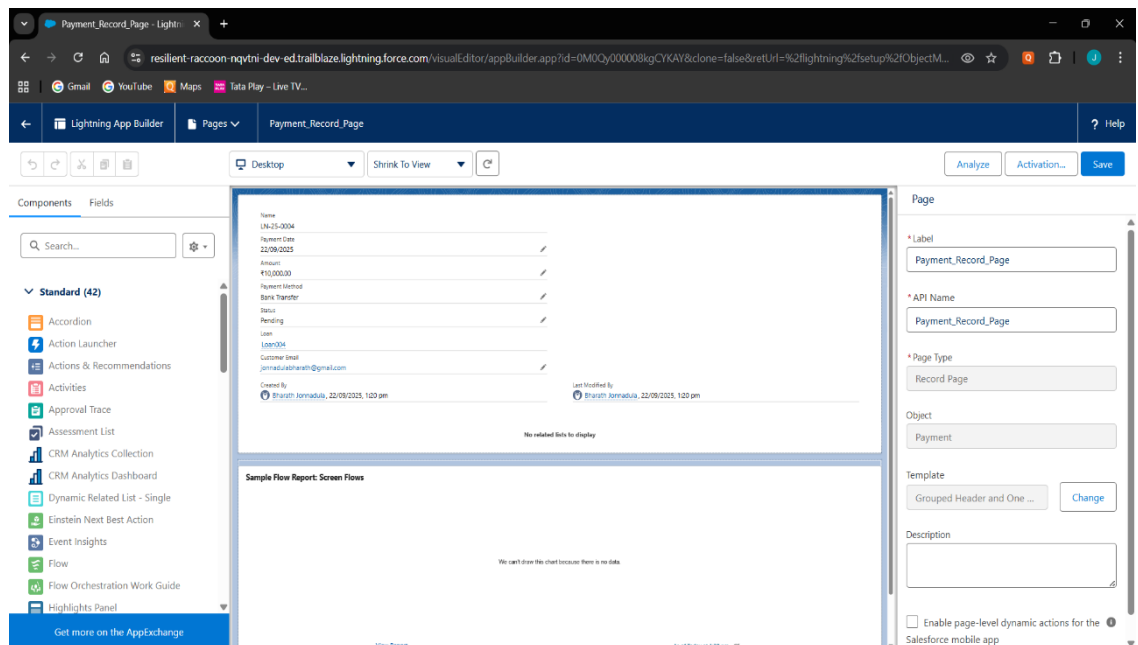 Payment_Record_Page - Lightni
resilient-raccoon-nqvtni-dev-ed.trailblaze.lightning.force.com/visualEditor/appBuilder.app?id=0M0Qy000008kgCYKAY&clone=false&retUrl=%2flightning%2fsetup%2fObjectM...
Gmail YouTube Maps Tata Play – Live TV...
Lightning App Builder Pages Payment_Record_Page ? Help
Desktop Shrink To View Analyze Activation... Save
Components Fields
Search...
Standard (42)
Accordion
Action Launcher
Actions & Recommendations
Activities
Approval Trace
Assessment List
CRM Analytics Collection
CRM Analytics Dashboard
Dynamic Related List - Single
Einstein Next Best Action
Event Insights
Flow
Flow Orchestration Work Guide
Highlights Panel
Get more on the AppExchange
Name
LN-25-0004
Payment Date
22/09/2025
Amount
₹10,000.00
Payment Method
Bank Transfer
Status
Pending
Loan
Loan004
Customer Email
jonnadulabharath@gmail.com
Created By
Bharath Jonnadula, 22/09/2025, 1:20 pm
Last Modified By
Bharath Jonnadula, 22/09/2025, 1:20 pm
No related lists to display
Sample Flow Report: Screen Flows
We can't draw this chart because there is no data.
Page
* Label
Payment_Record_Page
* API Name
Payment_Record_Page
* Page Type
Record Page
Object
Payment
Template
Grouped Header and One ... Change
Description
Enable page-level dynamic actions for the
Salesforce mobile app